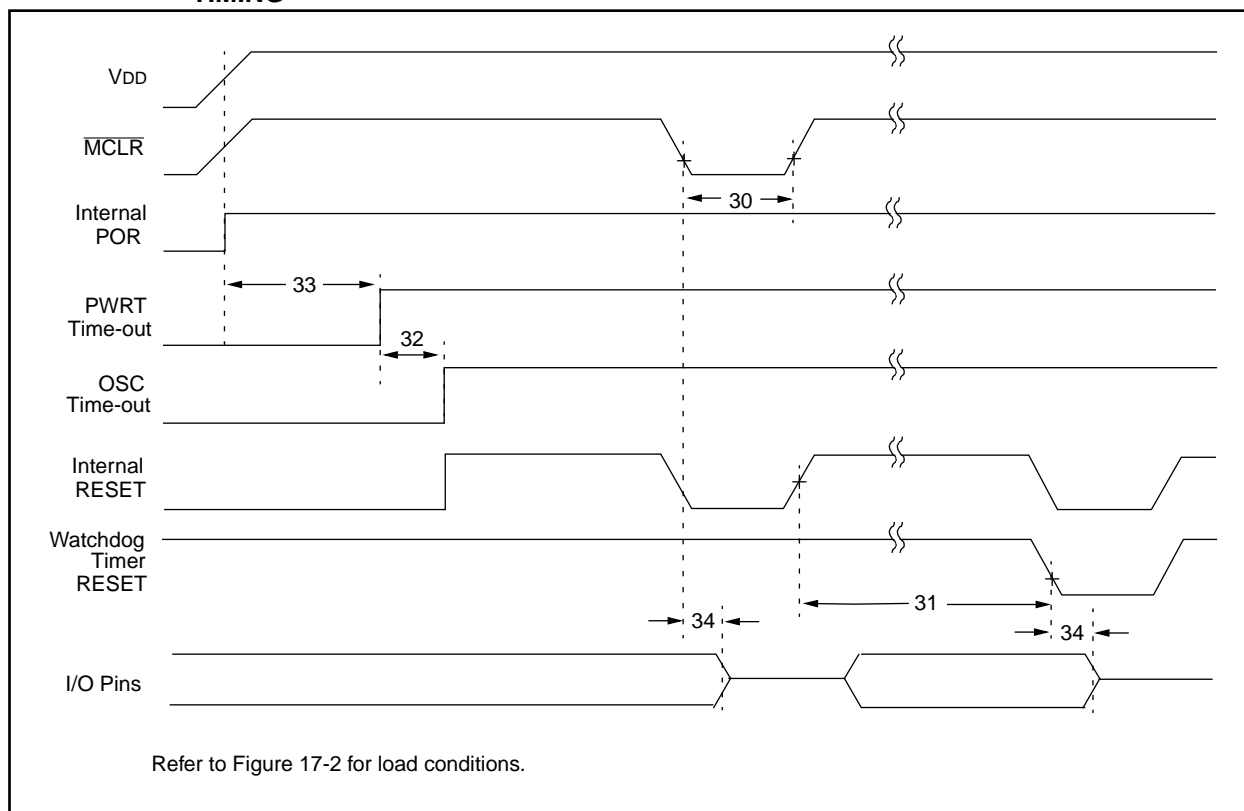 TIMING
VDD
MCLR
30
Internal
POR
33
PWRT
Time-out
32
OSC
Time-out
Internal
RESET
Watchdog
Timer
RESET
31
34
34
I/O Pins
Refer to Figure 17-2 for load conditions.